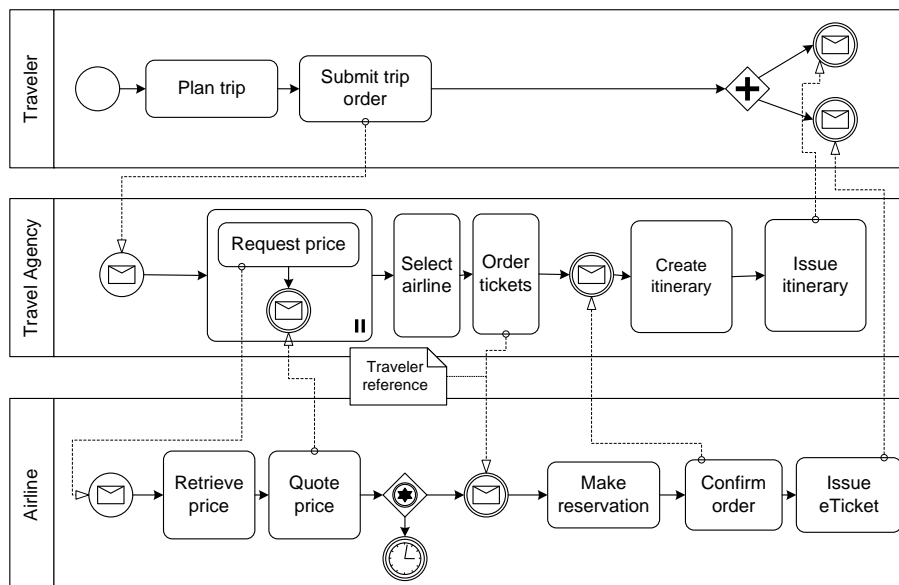 Traveler
Plan trip
Submit trip
order
Travel Agency
Request price
Select
airline
Order
tickets
Create
itinerary
Issue
itinerary
Traveler
reference
Airline
Retrieve
price
Quote
price
Make
reservation
Confirm
order
Issue
eTicket